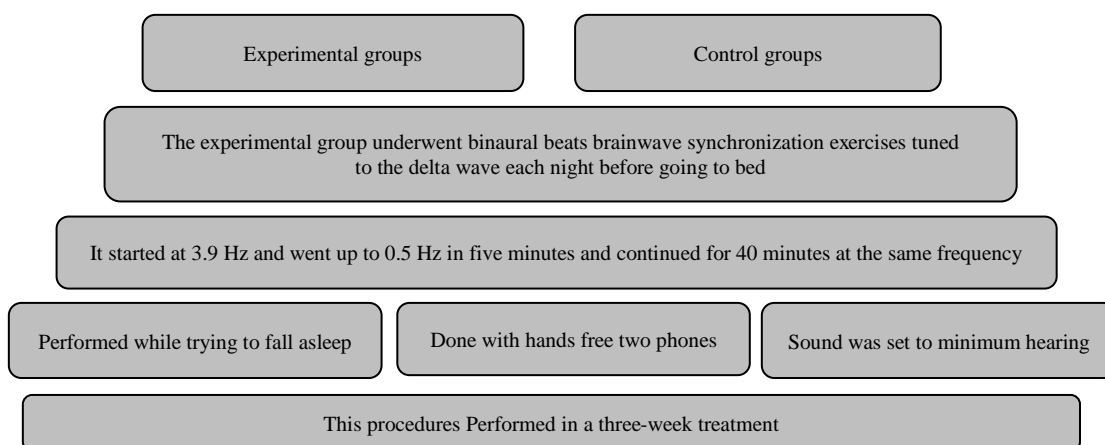 Experimental groups
Control groups
The experimental group underwent binaural beats brainwave synchronization exercises tuned
to the delta wave each night before going to bed
It started at 3.9 Hz and went up to 0.5 Hz in five minutes and continued for 40 minutes at the same frequency
Performed while trying to fall asleep
Done with hands free two phones
Sound was set to minimum hearing
This procedures Performed in a three-week treatment